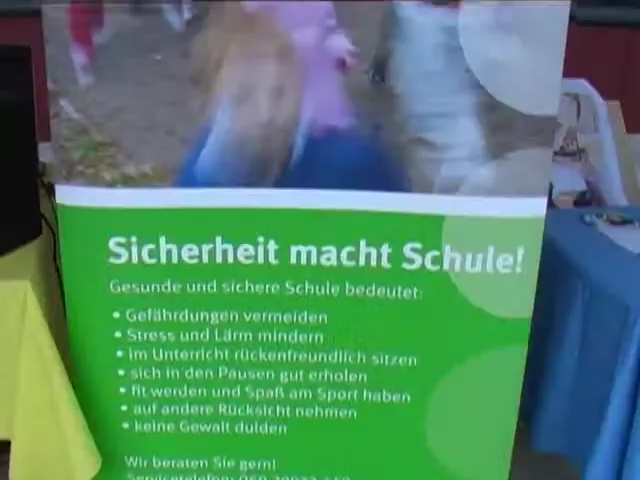 Sicherheit macht Schule!
Gesunde und sichere Schule bedeutet:
• Gefährdungen vermeiden
• Stress und Lärm mindern
• im Unterricht rückenfreundlich sitzen
• sich in den Pausen gut erholen
• fit werden und Spaß am Sport haben
• auf andere Rücksicht nehmen
• keine Gewalt dulden
Wir beraten Sie gern!
Servicetelefon: